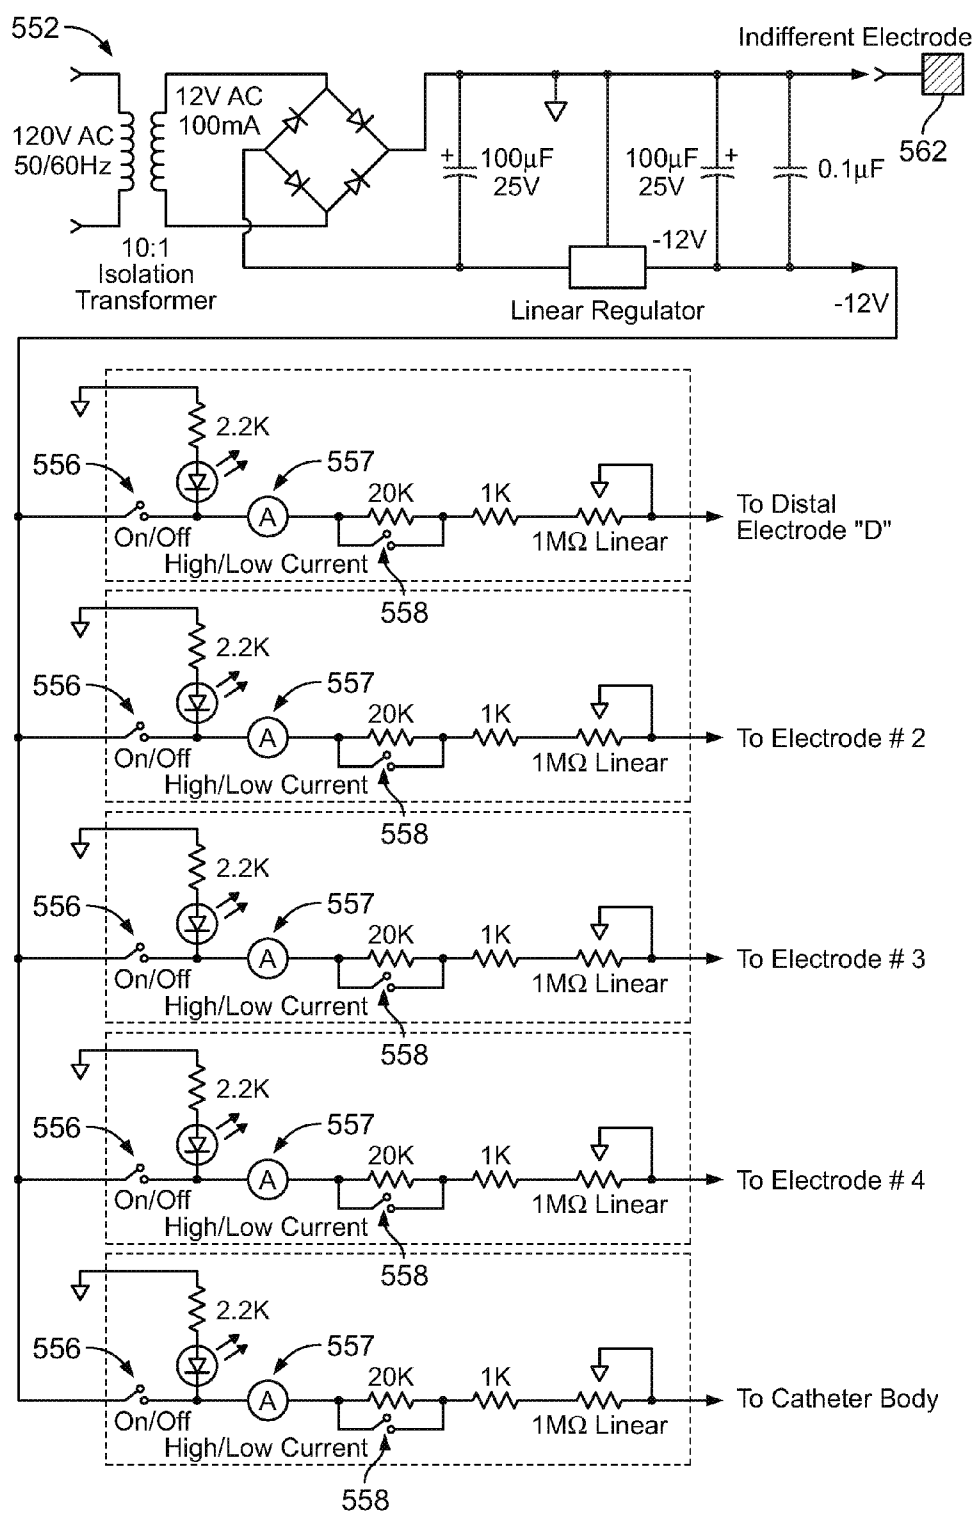 552
Indifferent Electrode
12V AC
100mA
120V AC
50/60Hz
+
100µF
25V
100µF
25V
+
0.1µF
562
10:1
Isolation
Transformer
-12V
Linear Regulator
-12V
2.2K
556
557
20K
1K
A
On/Off
High/Low Current
1MΩ Linear
558
To Distal
Electrode "D"
2.2K
556
557
20K
1K
A
On/Off
High/Low Current
1MΩ Linear
558
To Electrode # 2
2.2K
556
557
20K
1K
A
On/Off
High/Low Current
1MΩ Linear
558
To Electrode # 3
2.2K
556
557
20K
1K
A
On/Off
High/Low Current
1MΩ Linear
558
To Electrode # 4
2.2K
556
557
20K
1K
A
On/Off
High/Low Current
1MΩ Linear
558
To Catheter Body